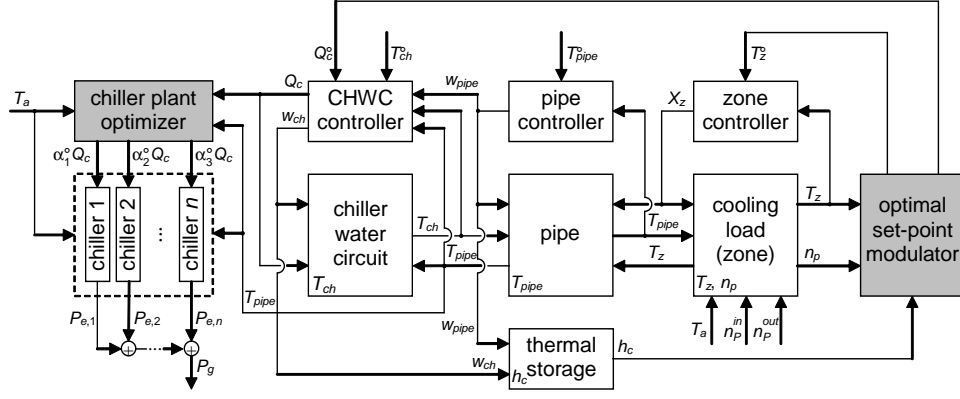 Q°c
T°ch
T°pipe
T°z
Qc
wpipe
Xz
Ta
chiller plant
optimizer
CHWC
controller
pipe
controller
zone
controller
wch
α°1Qc
α°2Qc
α°3Qc
chiller 1
chiller 2
...
chiller n
chiller
water
circuit
Tch
Tpipe
Tch
pipe
Tpipe
Tpipe
Tz
cooling
load
(zone)
Tz, np
Tz
np
optimal
set-point
modulator
Tpipe
Pe,1
Pe,2
Pe,n
wpipe
Ta
npin
npout
+
...
+
Pg
wch
hc
thermal
storage
hc